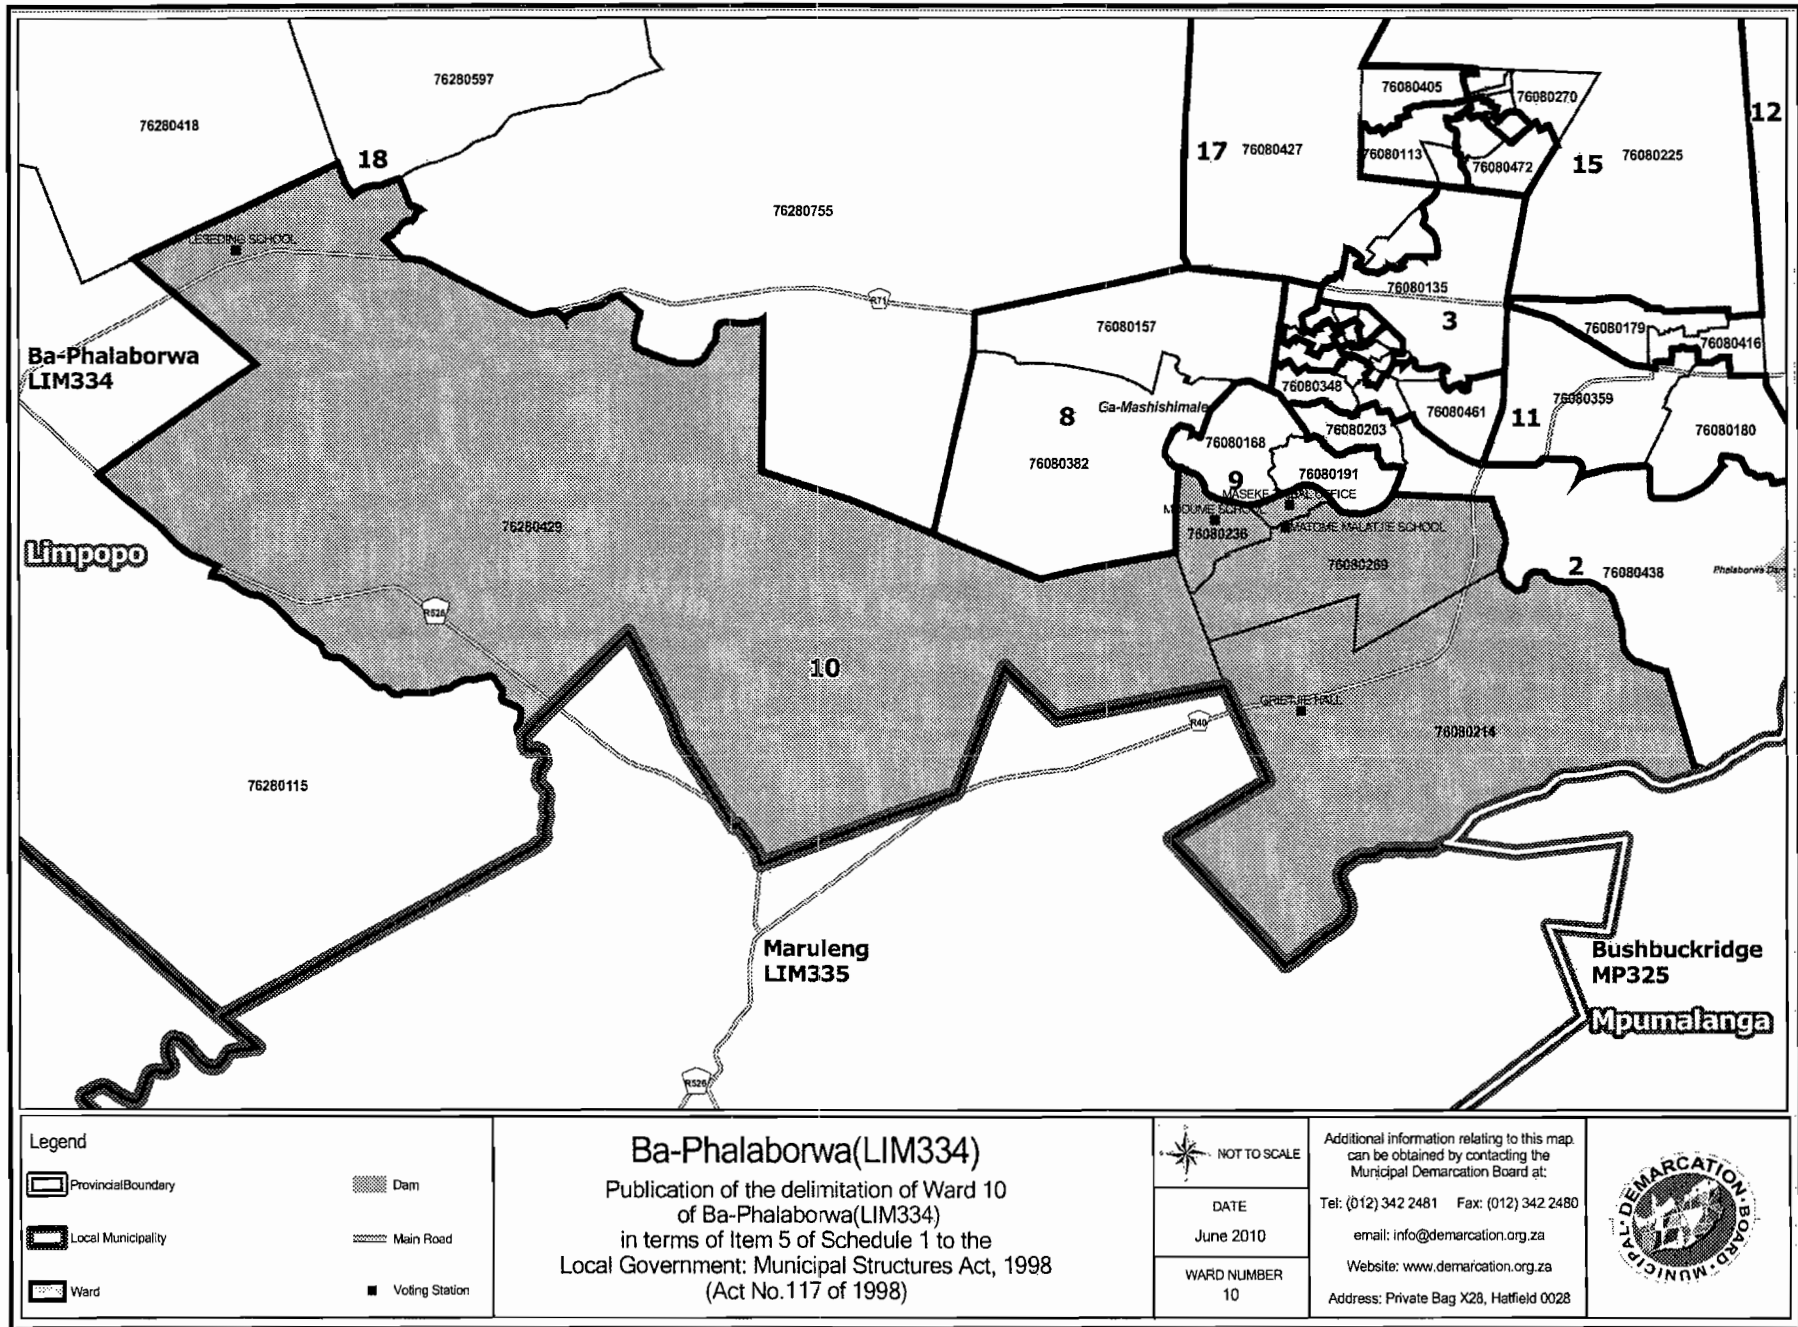 76280597
76280418
18
76280755
17
76080427
76080405
76080270
12
76080113
76080472
15
76080225
LESEDING SCHOOL
R71
76080135
3
76080157
76080179
76080416
Ba-Phalaborwa
LIM334
76080348
76080359
8
Ga-Mashishimale
76080461
11
76080203
76080180
76080168
76080382
76080191
9
MASEKE TRIBAL OFFICE
MODUME SCHOOL
76280429
76080236
MATOME MALATJIE SCHOOL
Limpopo
76080269
2
76080438
Phalaborwa Dam
R526
10
GRIETJIE HALL
R40
76080214
76280115
Maruleng
LIM335
Bushbuckridge
MP325
Mpumalanga
R526
Legend
ProvincialBoundary
Dam
Local Municipality
Main Road
Ward
Voting Station
Ba-Phalaborwa(LIM334)
Publication of the delimitation of Ward 10
of Ba-Phalaborwa(LIM334)
in terms of Item 5 of Schedule 1 to the
Local Government: Municipal Structures Act, 1998
(Act No.117 of 1998)
NOT TO SCALE
DATE
June 2010
WARD NUMBER
10
Additional information relating to this map
can be obtained by contacting the
Municipal Demarcation Board at:
Tel: (012) 342 2481 Fax: (012) 342 2480
email: info@demarcation.org.za
Website: www.demarcation.org.za
Address: Private Bag X28, Hatfield 0028
MUNICIPAL DEMARCATION BOARD